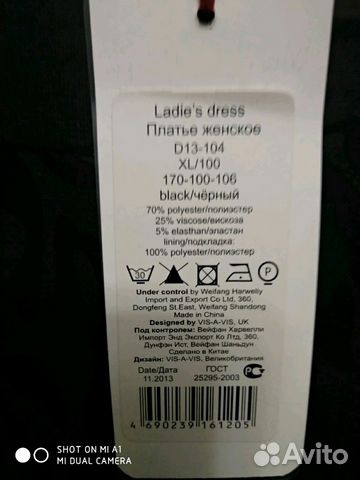 Ladie's dress
Платье женское
D13-104
XL/100
170-100-106
black/чёрный
70% polyester/полиэстер
25% viscose/вискоза
5% elasthan/эластан
lining/подкладка:
100% polyester/полиэстер
30
P
Under control by Weifang Harwelly
Import and Export Co Ltd, 360,
Dongfeng St.East, Weifang Shandong
Made in China
Designed by VIS-A-VIS, UK
Под контролем: Вейфан Харвелли
Импорт Энд Экспорт Ко Лтд, 360,
Дунфэн Ист, Вейфан Шаньдун
Сделано в Китае
Дизайн: VIS-A-VIS, Великобритания
Date/Дата ГОСТ
11.2013 25295-2003
4 690239 161205
SHOT ON MI A1
MI DUAL CAMERA
Avito